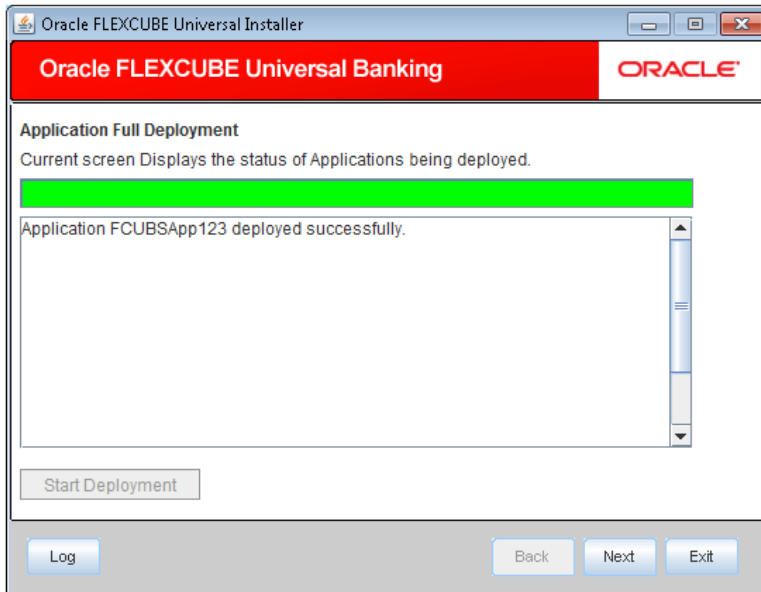 Oracle FLEXCUBE Universal Installer
Oracle FLEXCUBE Universal Banking
ORACLE
Application Full Deployment
Current screen Displays the status of Applications being deployed.
Application FCUBSApp123 deployed successfully.
Start Deployment
Log Back Next Exit